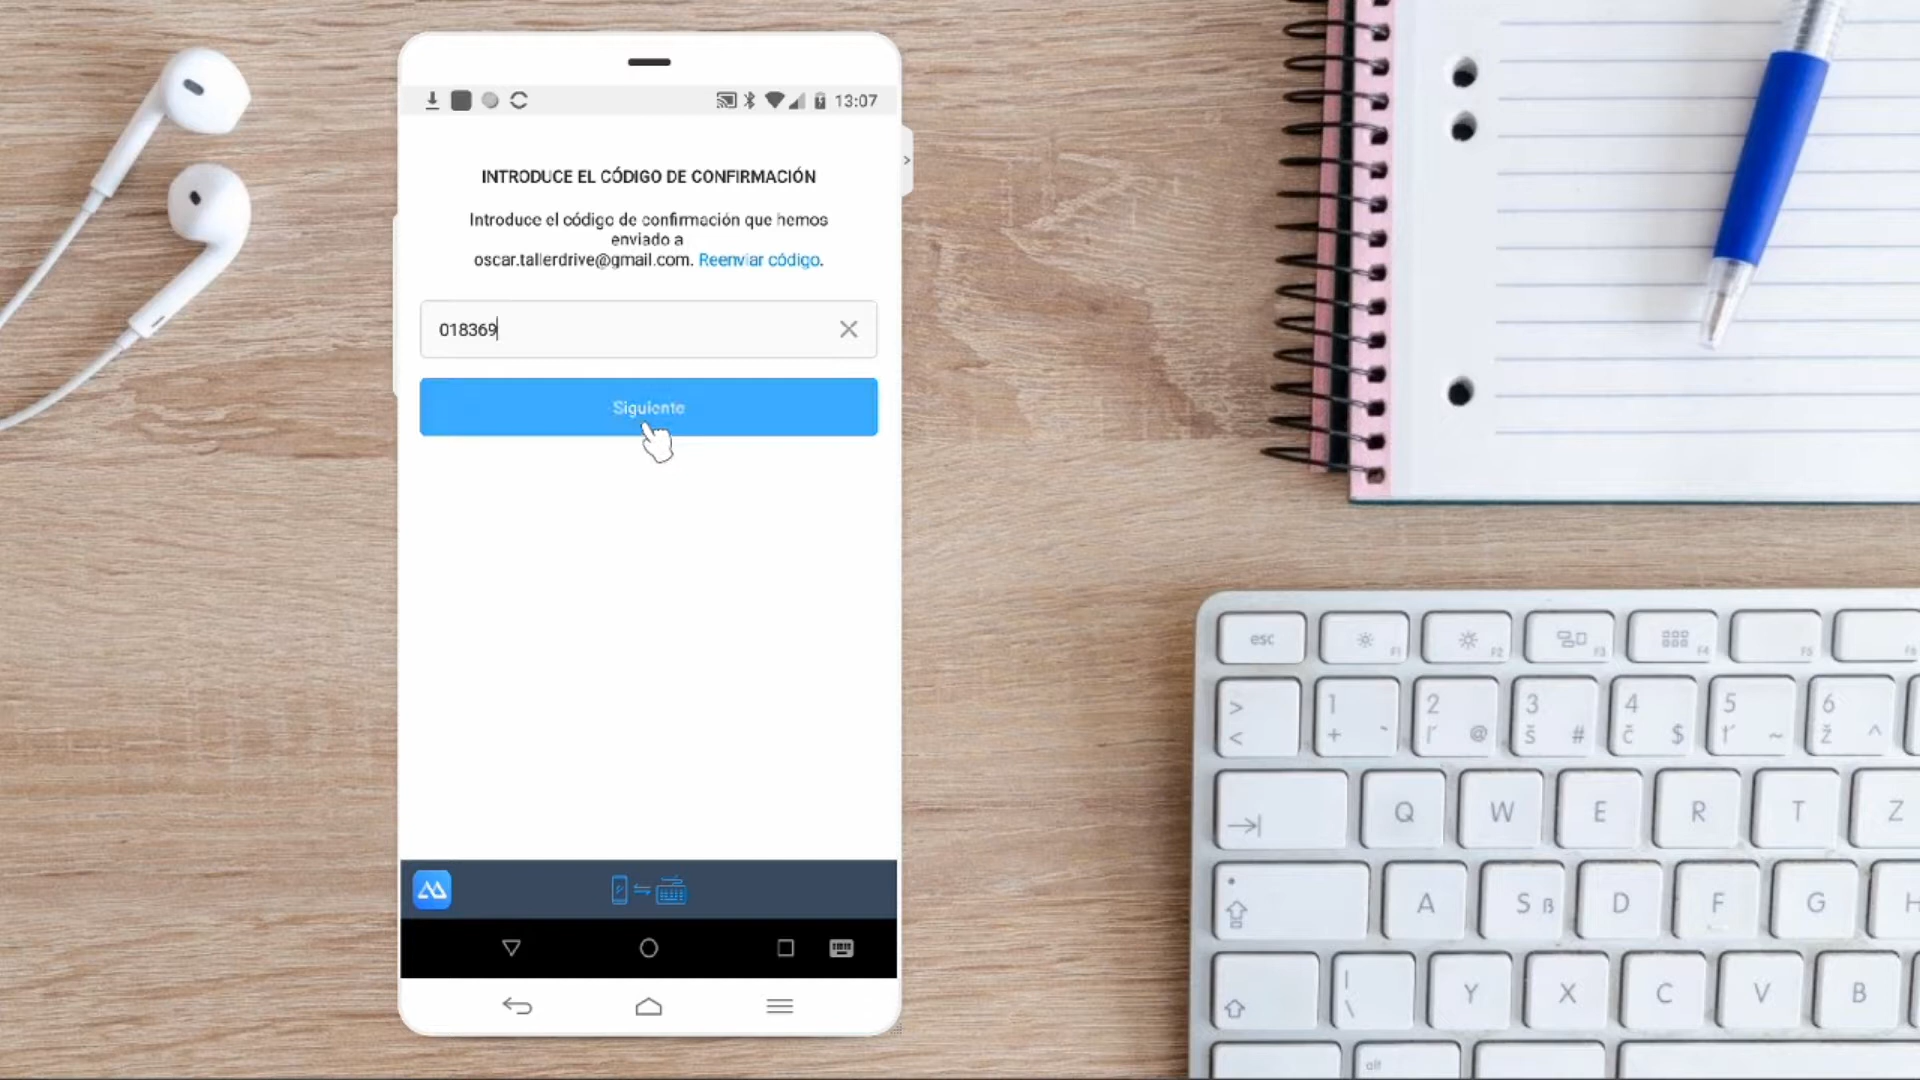 13:07
INTRODUCE EL CÓDIGO DE CONFIRMACIÓN
Introduce el código de confirmación que hemos
enviado a
oscar.tallerdrive@gmail.com. Reenviar código.
018369
Siguiente
esc
F1
F2
F3
F4
F5
F6
> 1 2 3 4 5 6
< + ` ľ @ š # č $ ť ~ ž ^
Q W E R T Z
A S ß D F G H
| \ Y X C V B
alt